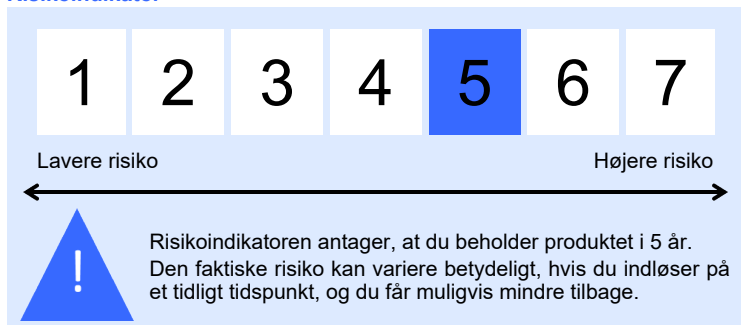 Risikoindikator
1 2 3 4 5 6 7
Lavere risiko Højere risiko
!
Risikoindikatoren antager, at du beholder produktet i 5 år.
Den faktiske risiko kan variere betydeligt, hvis du indløser på
et tidligt tidspunkt, og du får muligvis mindre tilbage.